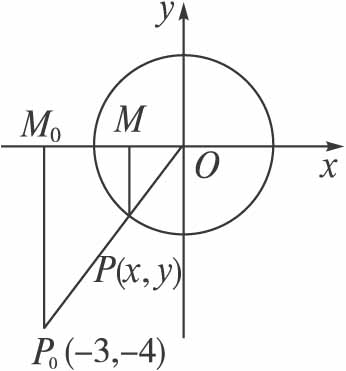 y
M₀
M
O
x
P(x, y)
P₀(−3,−4)